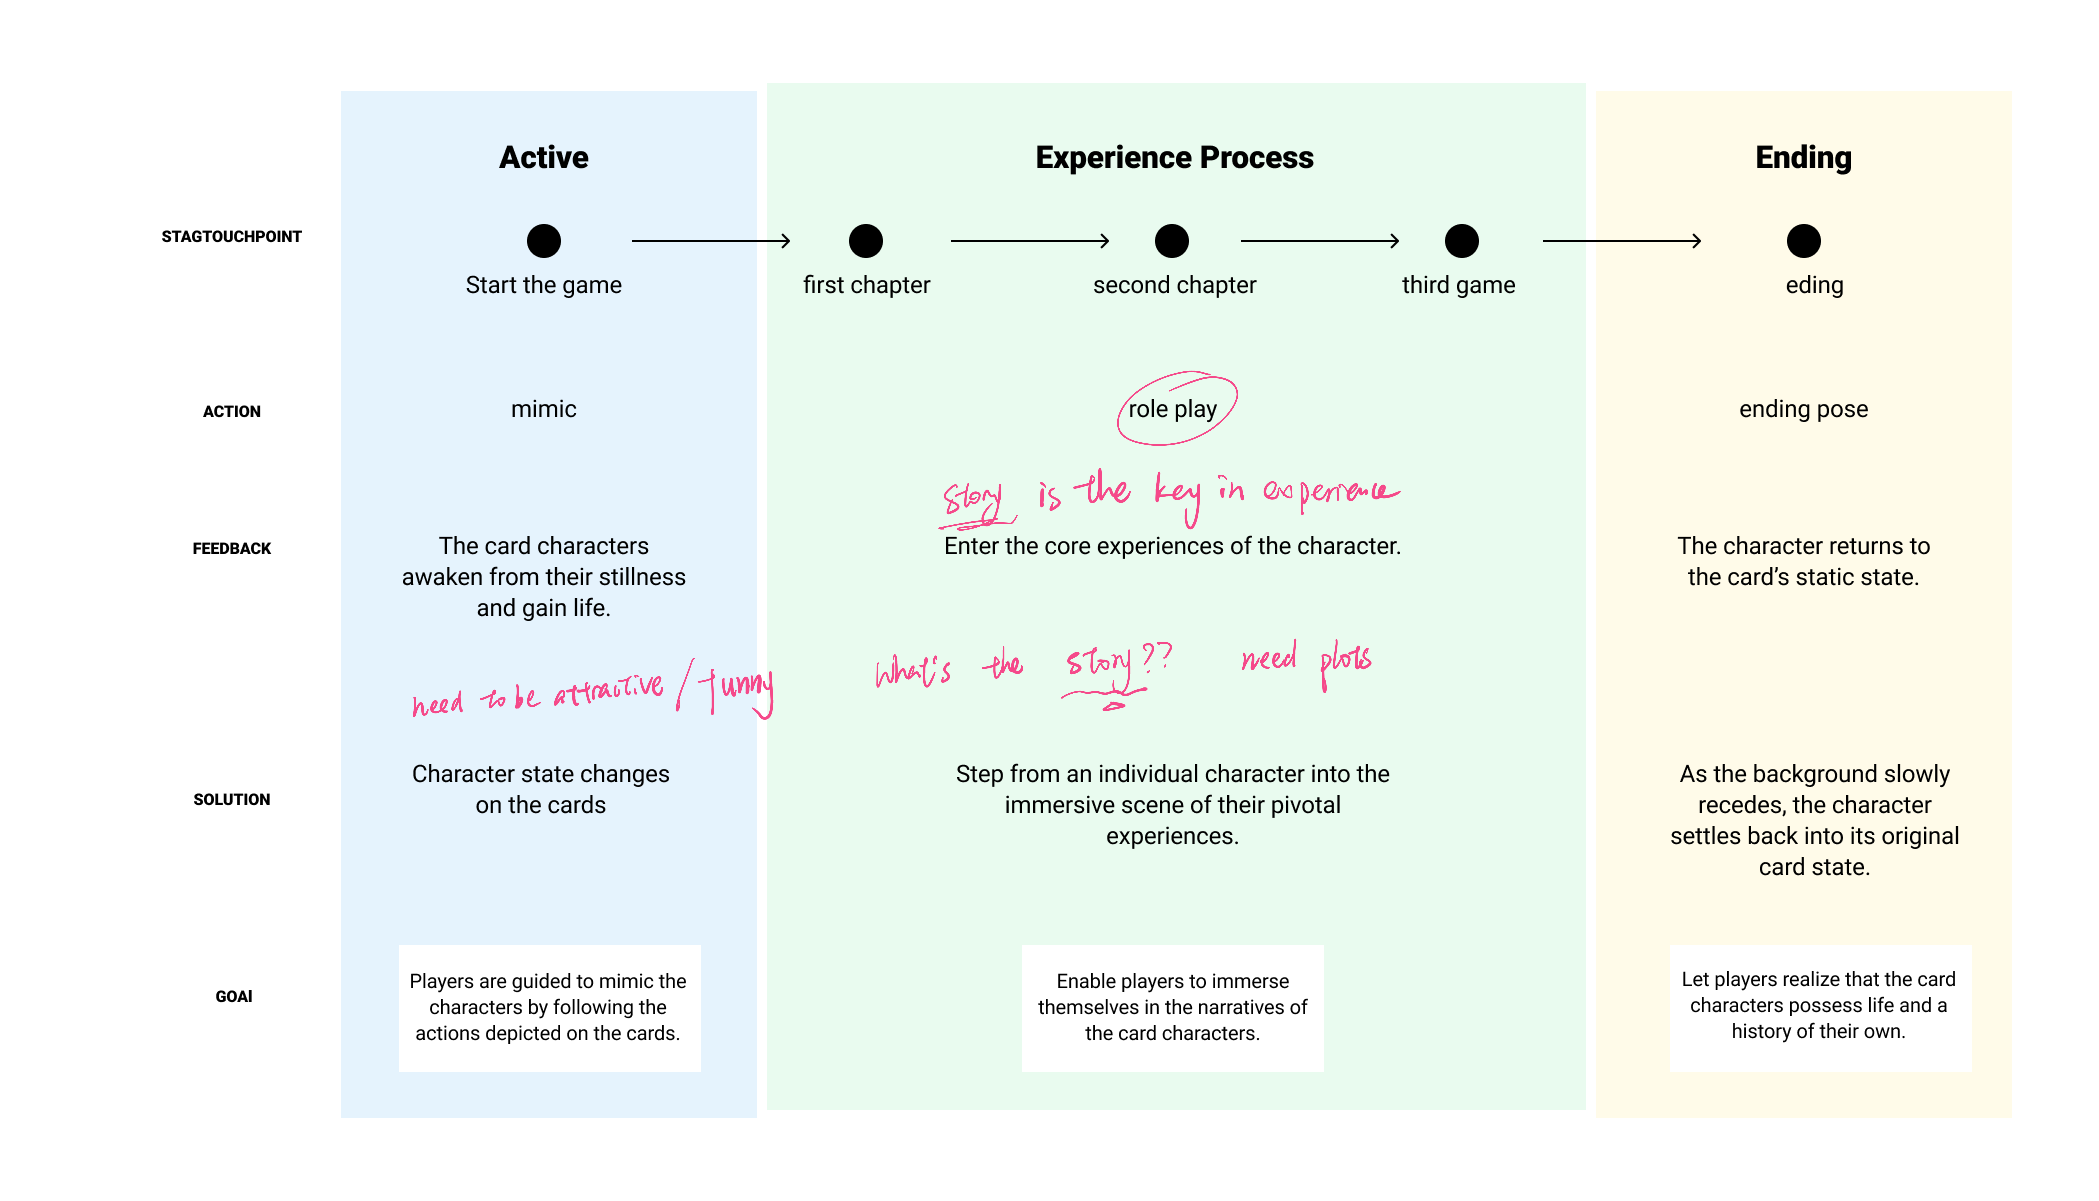 Active
Experience Process
Ending
STAGTOUCHPOINT
Start the game
first chapter
second chapter
third game
eding
ACTION
mimic
role play
ending pose
story is the key in experience
FEEDBACK
The card characters
awaken from their stillness
and gain life.
Enter the core experiences of the character.
The character returns to
the card’s static state.
need to be attractive / funny
what's the story?? need plots
SOLUTION
Character state changes
on the cards
Step from an individual character into the
immersive scene of their pivotal
experiences.
As the background slowly
recedes, the character
settles back into its original
card state.
GOAl
Players are guided to mimic the
characters by following the
actions depicted on the cards.
Enable players to immerse
themselves in the narratives of
the card characters.
Let players realize that the card
characters possess life and a
history of their own.